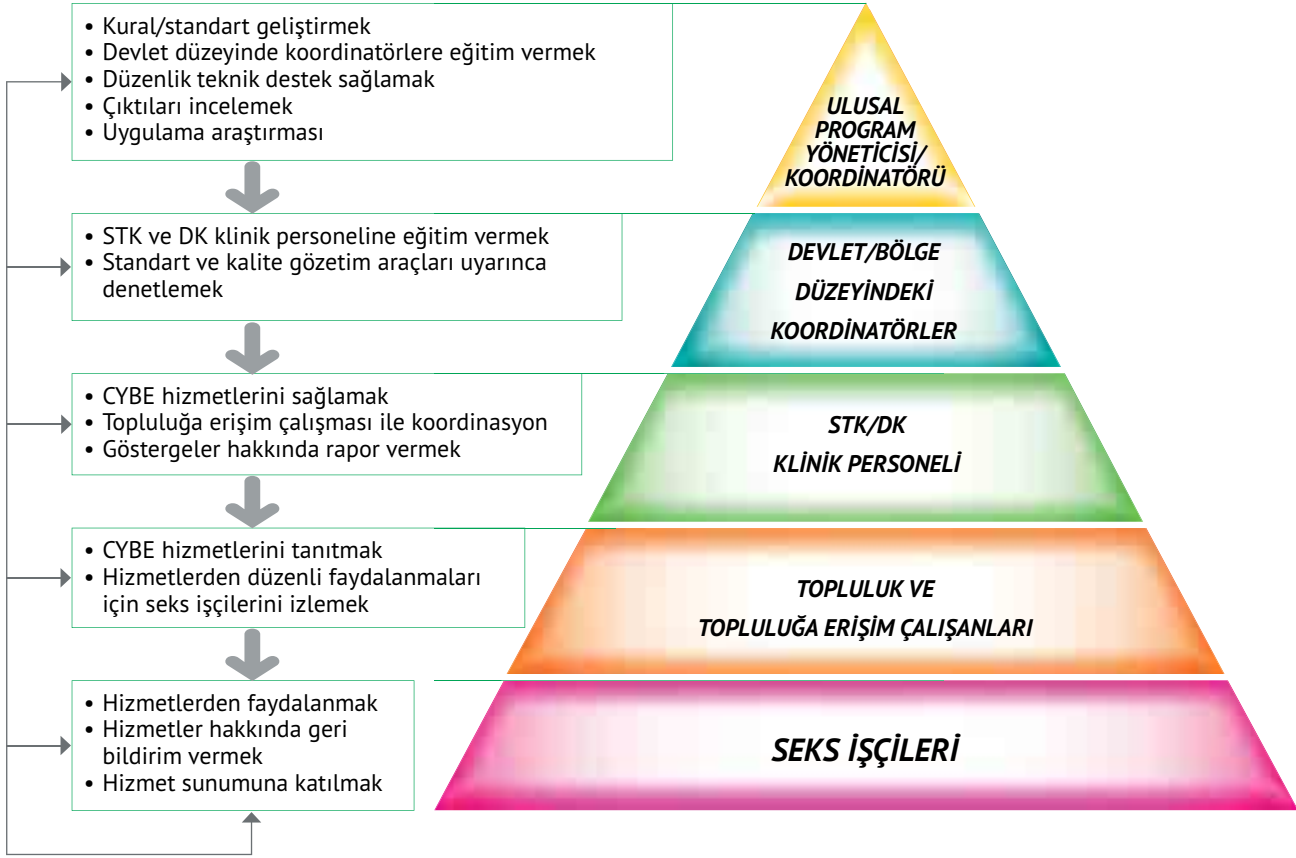 • Kural/standart geliştirmek
• Devlet düzeyinde koordinatörlere eğitim vermek
• Düzenlik teknik destek sağlamak
• Çıktıları incelemek
• Uygulama araştırması
ULUSAL
PROGRAM
YÖNETİCİSİ/
KOORDİNATÖRÜ
• STK ve DK klinik personeline eğitim vermek
• Standart ve kalite gözetim araçları uyarınca
denetlemek
DEVLET/BÖLGE
DÜZEYİNDEKİ
KOORDİNATÖRLER
• CYBE hizmetlerini sağlamak
• Topluluğa erişim çalışması ile koordinasyon
• Göstergeler hakkında rapor vermek
STK/DK
KLİNİK PERSONELİ
• CYBE hizmetlerini tanıtmak
• Hizmetlerden düzenli faydalanmaları
için seks işçilerini izlemek
TOPLULUK VE
TOPLULUĞA ERİŞİM ÇALIŞANLARI
• Hizmetlerden faydalanmak
• Hizmetler hakkında geri
bildirim vermek
• Hizmet sunumuna katılmak
SEKS İŞÇİLERİ